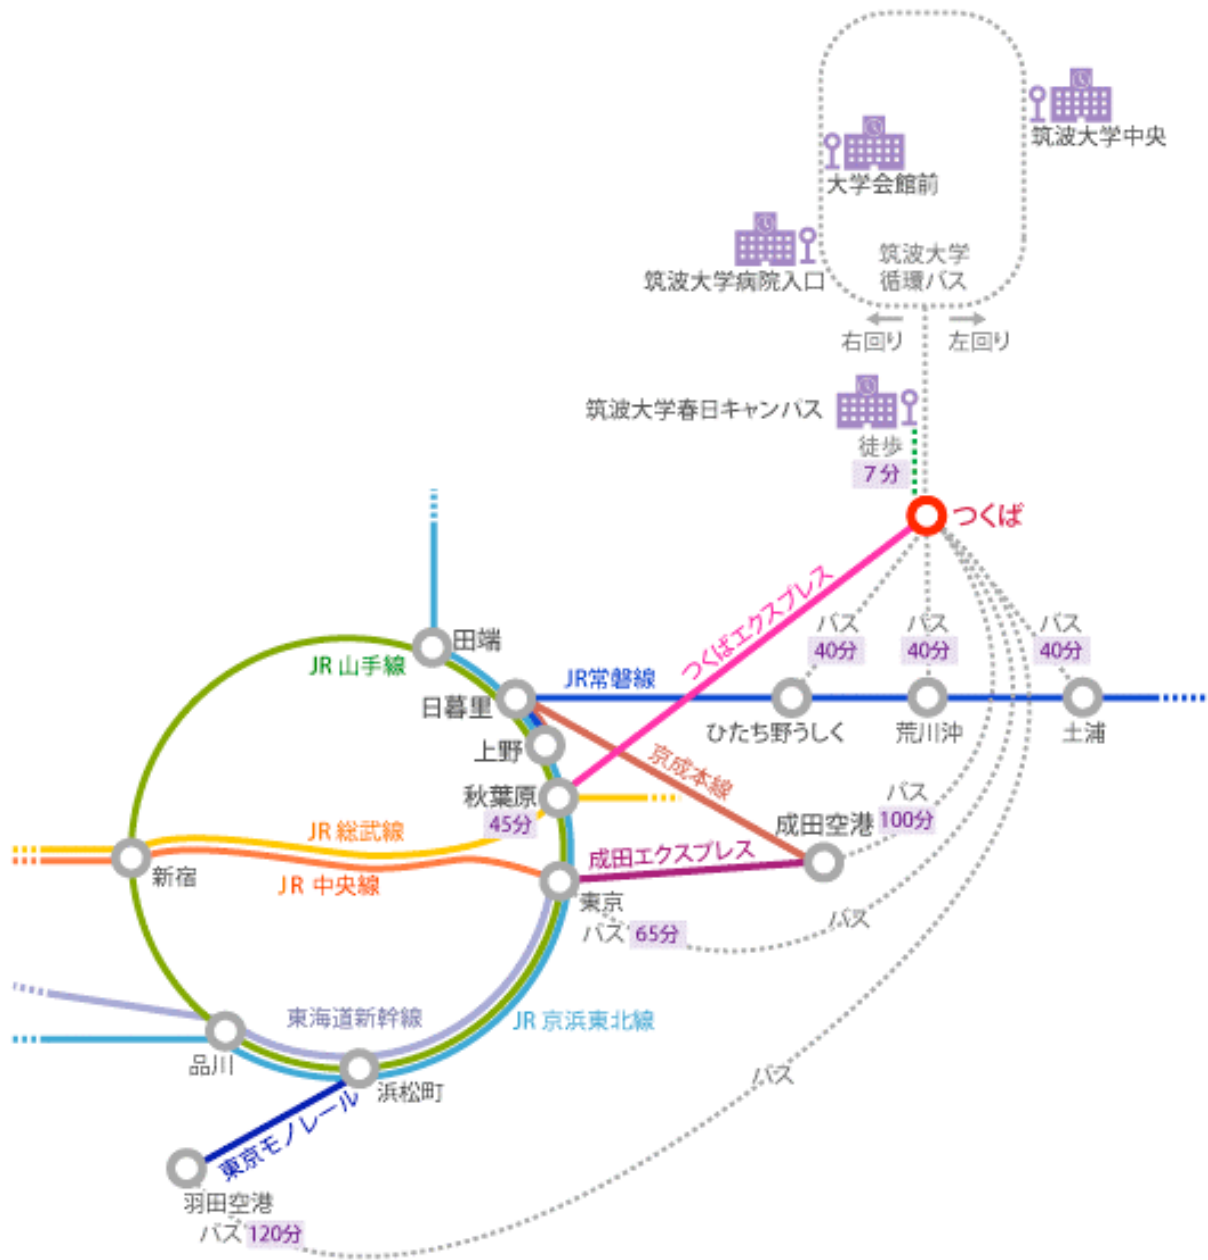 筑波大学中央
大学会館前
筑波大学病院入口
筑波大学
循環バス
右回り
左回り
筑波大学春日キャンパス
徒歩
7分
つくば
つくばエクスプレス
バス
40分
バス
40分
バス
40分
田端
JR 山手線
日暮里
JR常磐線
ひたち野うしく
荒川沖
土浦
上野
京成本線
秋葉原
45分
バス
100分
成田空港
JR 総武線
成田エクスプレス
新宿
JR 中央線
東京
バス 65分
バス
東海道新幹線
JR 京浜東北線
品川
浜松町
バス
東京モノレール
羽田空港
バス 120分